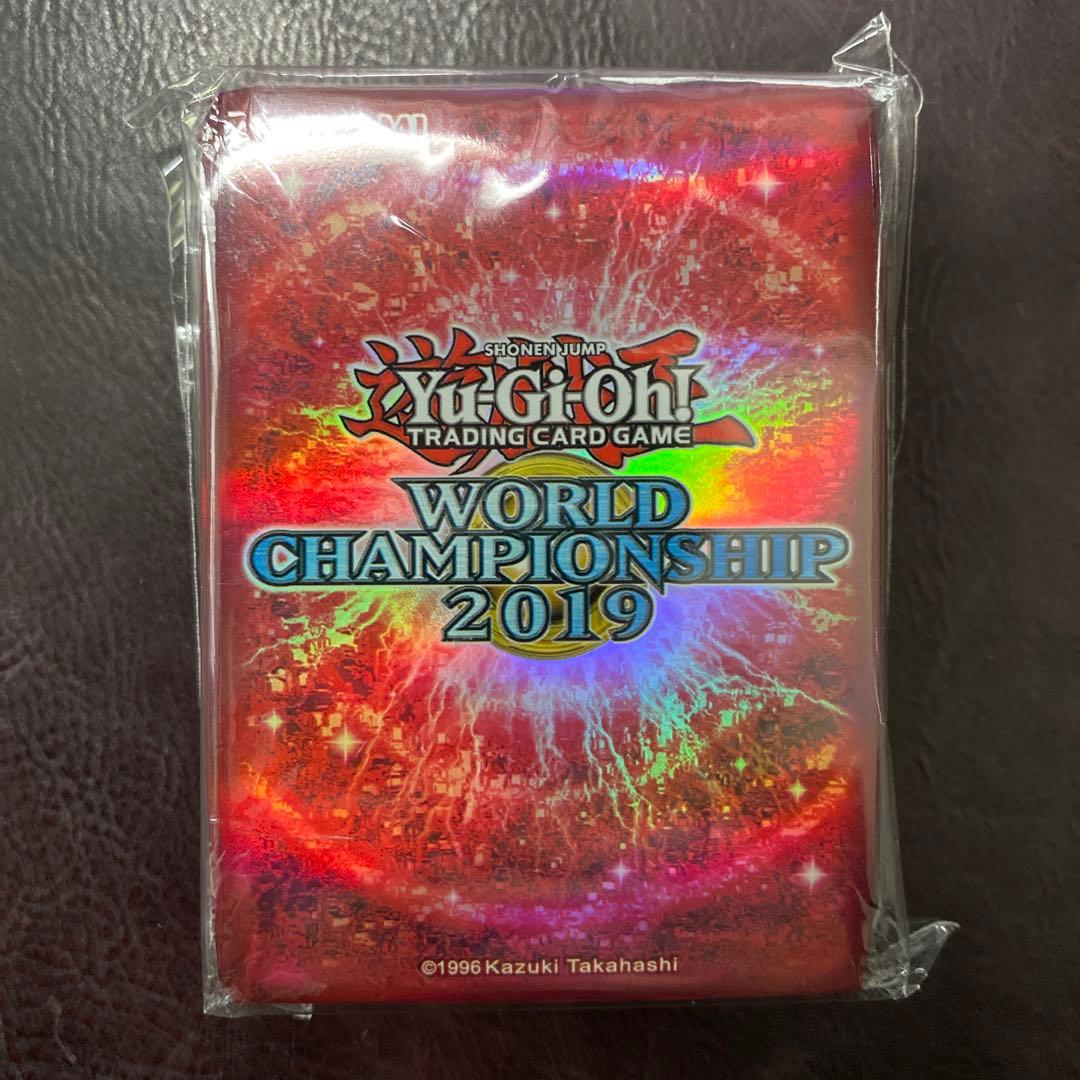 SHONEN JUMP
Yu-Gi-Oh!
TRADING CARD GAME
WORLD
CHAMPIONSHIP
2019
©1996 Kazuki Takahashi